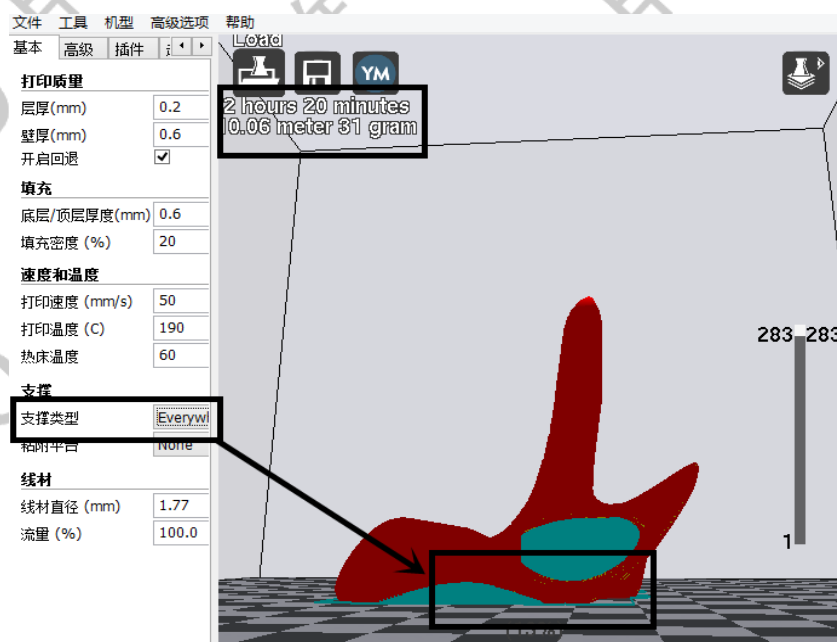 文件 工具 机型 高级选项 帮助
基本 高级 插件
打印质量
层厚(mm) 0.2
壁厚(mm) 0.6
开启回退
填充
底层/顶层厚度(mm) 0.6
填充密度 (%) 20
速度和温度
打印速度 (mm/s) 50
打印温度 (C) 190
热床温度 60
支撑
支撑类型 Everywl
粘附平台 None
线材
线材直径 (mm) 1.77
流量 (%) 100.0
Load
YM
2 hours 20 minutes
10.06 meter 31 gram
283 283
1